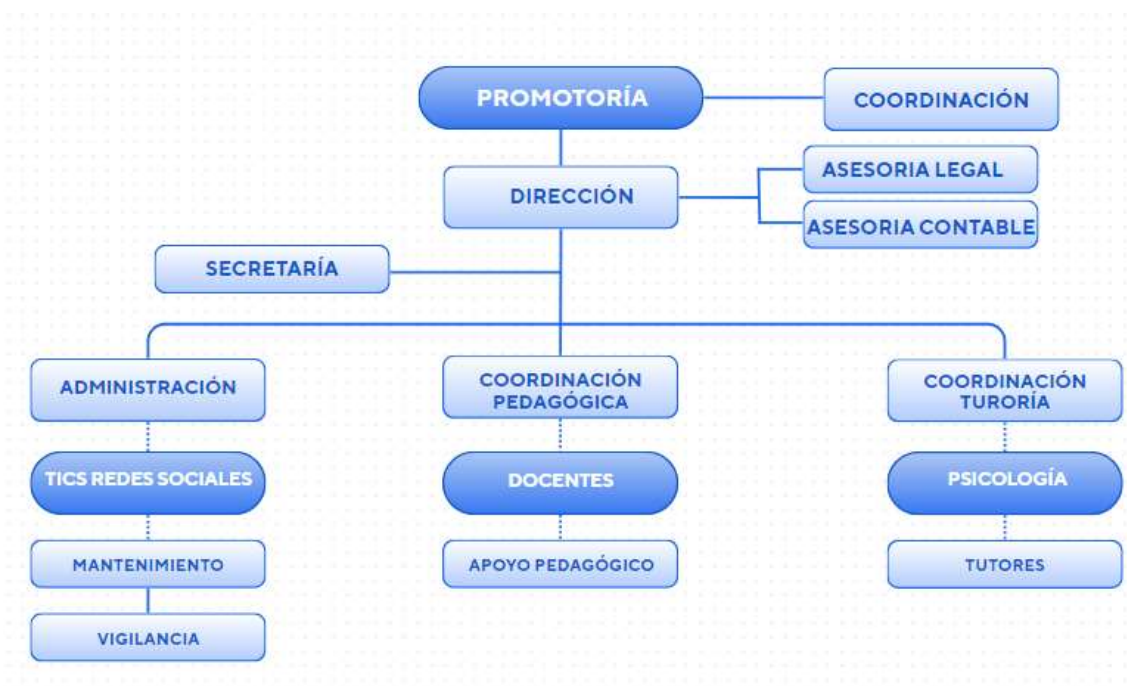 PROMOTORÍA
COORDINACIÓN
ASESORIA LEGAL
DIRECCIÓN
ASESORIA CONTABLE
SECRETARÍA
ADMINISTRACIÓN
COORDINACIÓN
PEDAGÓGICA
COORDINACIÓN
TURORÍA
TICS REDES SOCIALES
DOCENTES
PSICOLOGÍA
MANTENIMIENTO
APOYO PEDAGÓGICO
TUTORES
VIGILANCIA